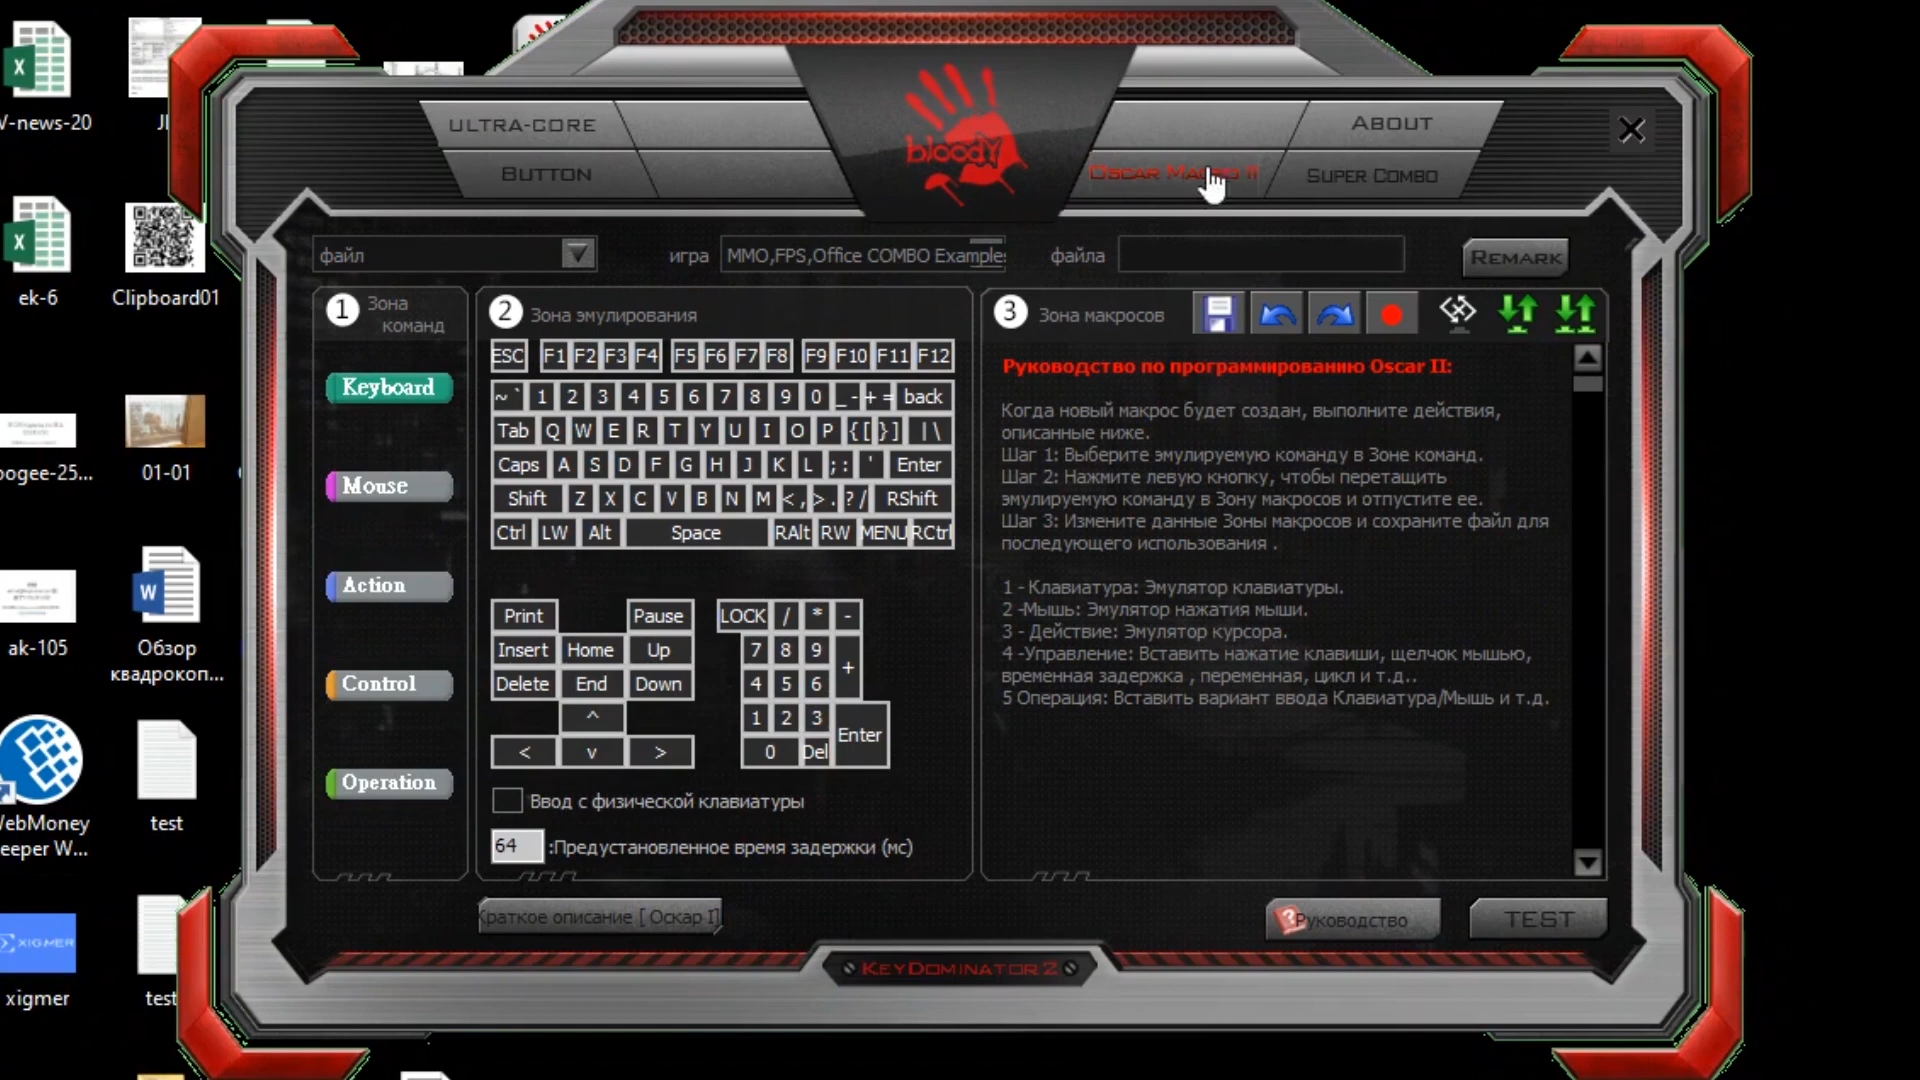 ULTRA-CORE
BUTTON
bloody
ABOUT
OSCAR MACRO II
SUPER COMBO
файл
игра
MMO,FPS,Office COMBO Example
файла
REMARK
1
Зона
команд
Keyboard
Mouse
Action
Control
Operation
2
Зона эмулирования
ESC F1 F2 F3 F4 F5 F6 F7 F8 F9 F10 F11 F12
~ ` 1 2 3 4 5 6 7 8 9 0 _ - + = back
Tab Q W E R T Y U I O P { [ } ] | \
Caps A S D F G H J K L ; : ' Enter
Shift Z X C V B N M < , > . ? / RShift
Ctrl LW Alt Space RAlt RW MENU RCtrl
Print Pause LOCK / * -
Insert Home Up 7 8 9 +
Delete End Down 4 5 6
^ 1 2 3 Enter
< v > 0 Del
Ввод с физической клавиатуры
64 :Предустановленное время задержки (мс)
3
Зона макросов
Руководство по программированию Oscar II:
Когда новый макрос будет создан, выполните действия,
описанные ниже.
Шаг 1: Выберите эмулируемую команду в Зоне команд.
Шаг 2: Нажмите левую кнопку, чтобы перетащить
эмулируемую команду в Зону макросов и отпустите ее.
Шаг 3: Измените данные Зоны макросов и сохраните файл для
последующего использования .
1 - Клавиатура: Эмулятор клавиатуры.
2 -Мышь: Эмулятор нажатия мыши.
3 - Действие: Эмулятор курсора.
4 -Управление: Вставить нажатие клавиши, щелчок мышью,
временная задержка , переменная, цикл и т.д..
5 Операция: Вставить вариант ввода Клавиатура/Мышь и т.д.
Краткое описание [ Оскар I]
Руководство
TEST
KEYDOMINATOR 2
V-news-20
ek-6
Clipboard01
oogee-25...
01-01
ak-105
Обзор
квадрокоп...
WebMoney
eeper W...
test
XIGMER
xigmer
test